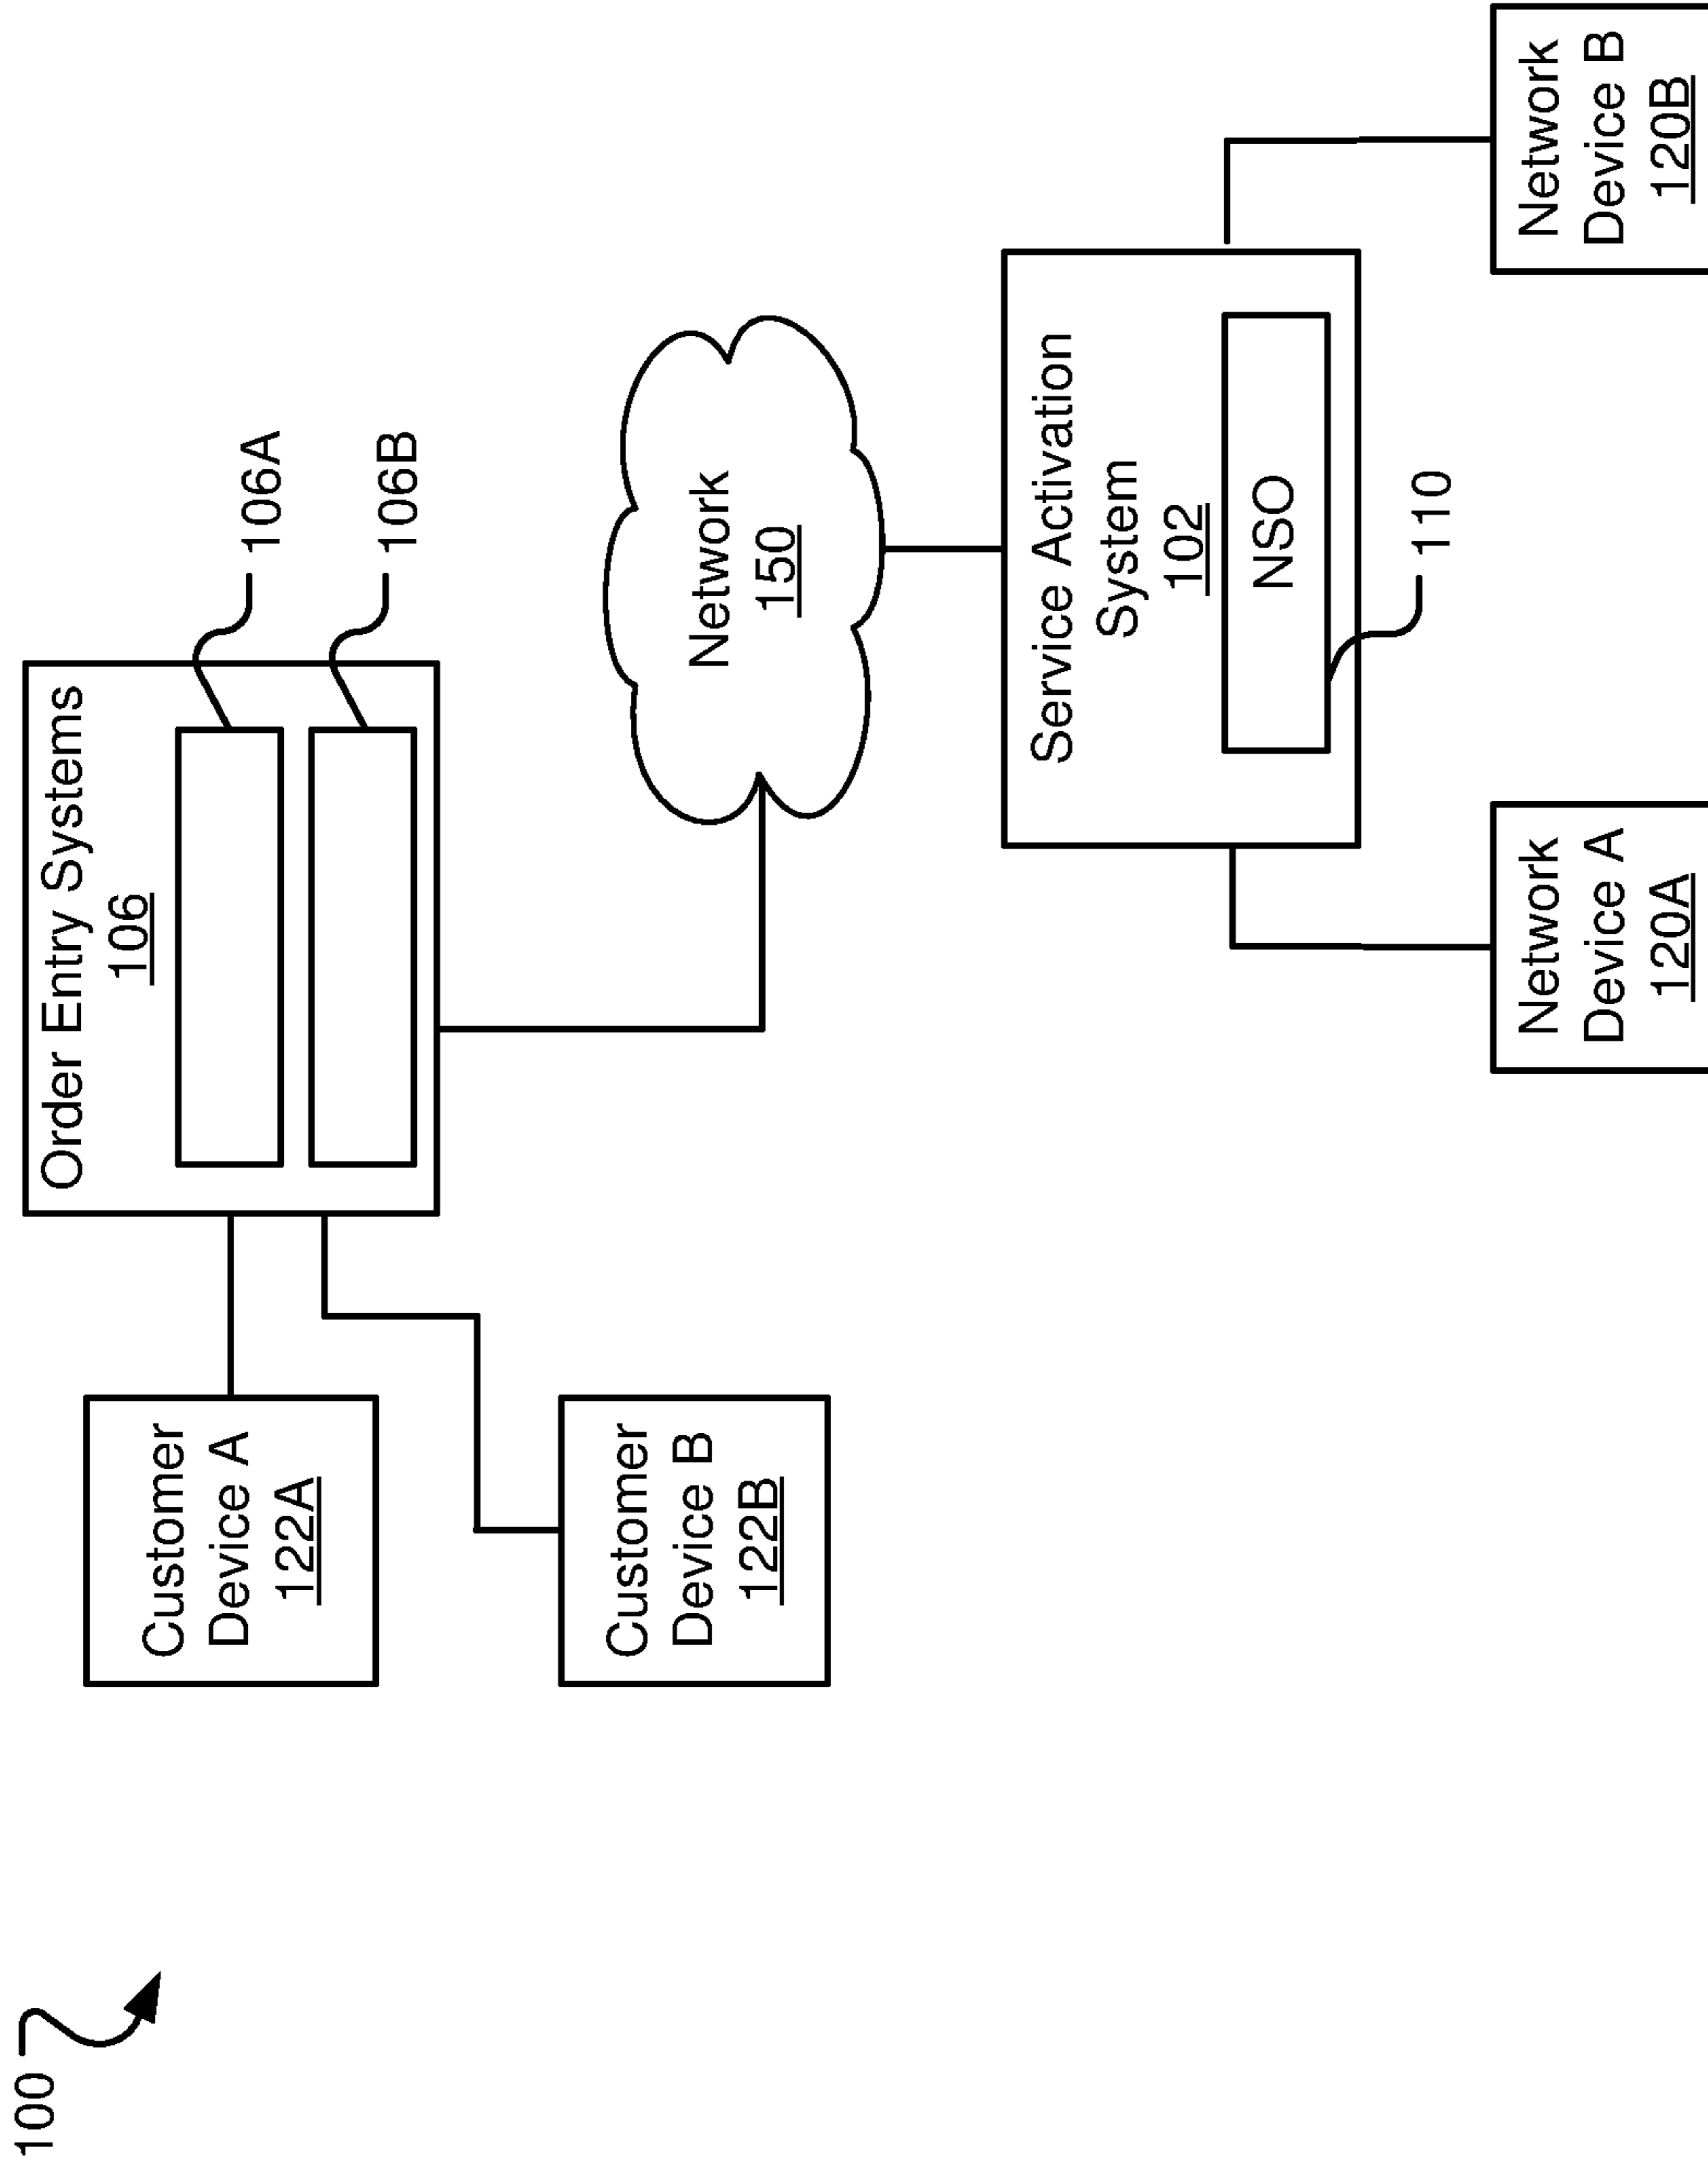 100
Customer
Device A
122A
Customer
Device B
122B
Order Entry Systems
106
106A
106B
Network
150
Service Activation
System
102
NSO
110
Network
Device A
120A
Network
Device B
120B